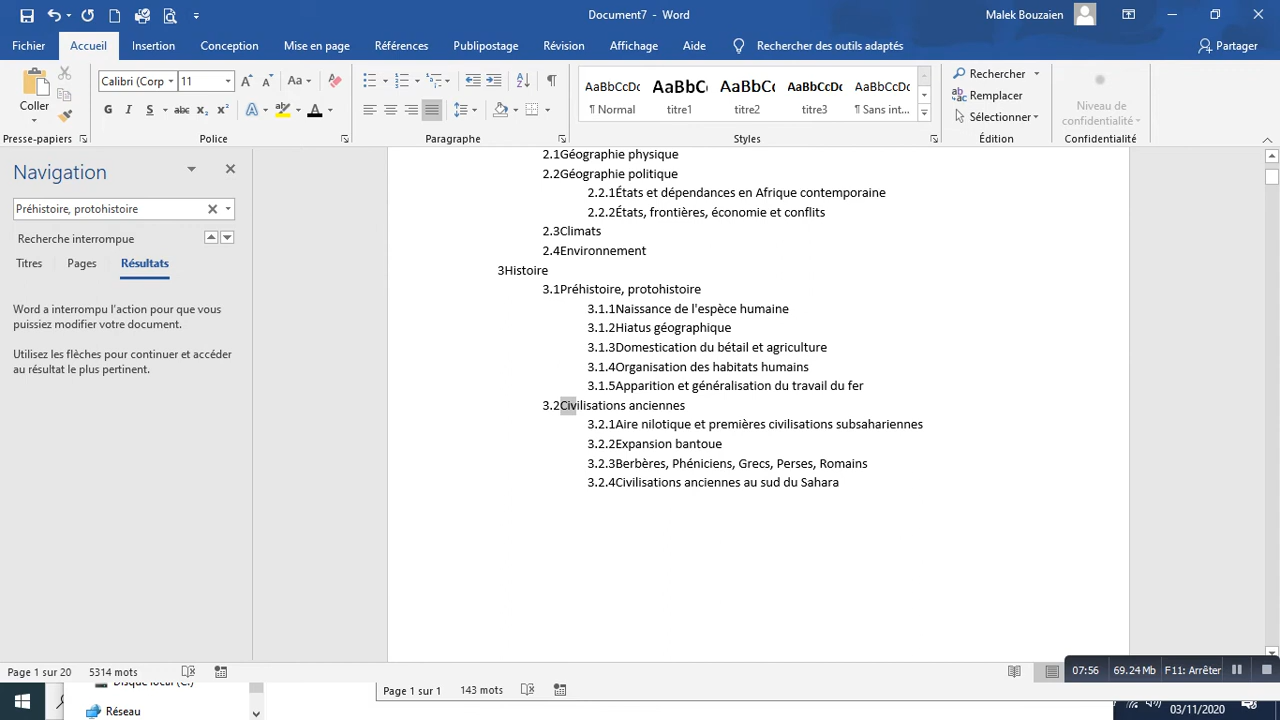 Document7 - Word
Malek Bouzaien
Fichier Accueil Insertion Conception Mise en page Références Publipostage Révision Affichage Aide Rechercher des outils adaptés Partager
Coller
Presse-papiers
Calibri (Corp 11
Aa
G I S abc x₂ x² A A
Police
Paragraphe
AaBbCcDc AaBbC AaBbCc AaBbCcDc AaBbCcDc
¶ Normal titre1 titre2 titre3 ¶ Sans int...
Styles
Rechercher
Remplacer
Sélectionner
Édition
Niveau de
confidentialité
Confidentialité
Navigation
Préhistoire, protohistoire
Recherche interrompue
Titres Pages Résultats
Word a interrompu l'action pour que vous
puissiez modifier votre document.
Utilisez les flèches pour continuer et accéder
au résultat le plus pertinent.
2.1Géographie physique
2.2Géographie politique
2.2.1États et dépendances en Afrique contemporaine
2.2.2États, frontières, économie et conflits
2.3Climats
2.4Environnement
3Histoire
3.1Préhistoire, protohistoire
3.1.1Naissance de l'espèce humaine
3.1.2Hiatus géographique
3.1.3Domestication du bétail et agriculture
3.1.4Organisation des habitats humains
3.1.5Apparition et généralisation du travail du fer
3.2Civilisations anciennes
3.2.1Aire nilotique et premières civilisations subsahariennes
3.2.2Expansion bantoue
3.2.3Berbères, Phéniciens, Grecs, Perses, Romains
3.2.4Civilisations anciennes au sud du Sahara
Page 1 sur 20 5314 mots
07:56 69.24 Mb F11: Arrêter
Disque local (C:)
Réseau
Page 1 sur 1 143 mots
03/11/2020